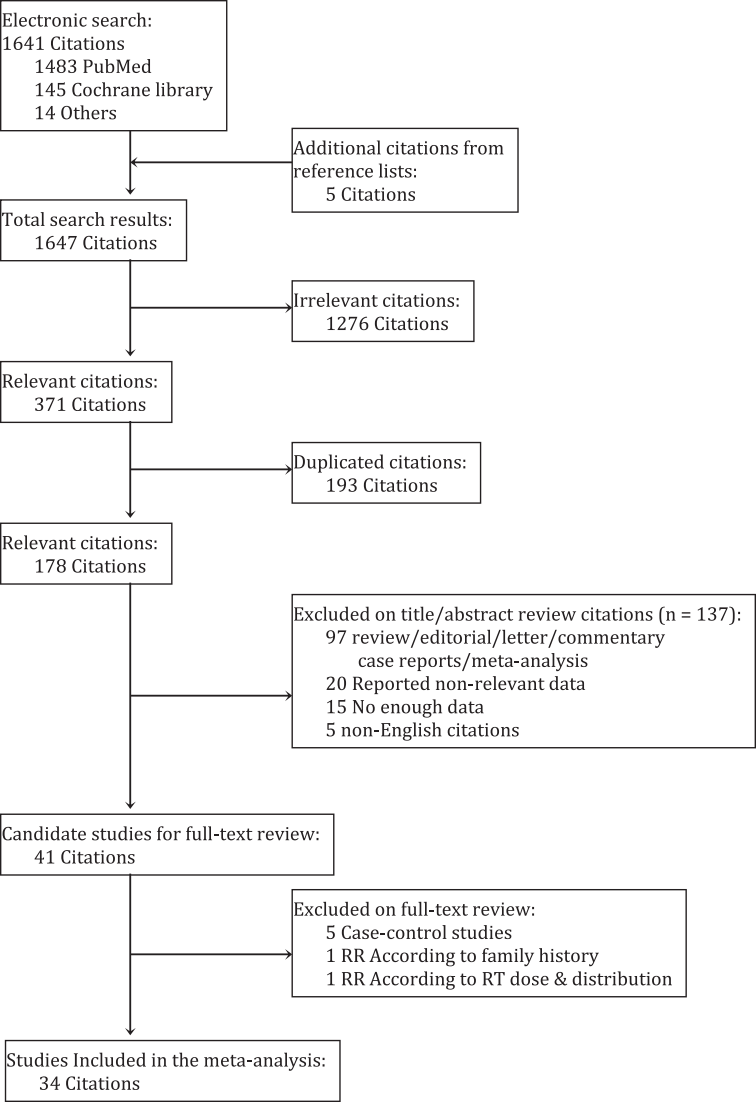 Electronic search:
1641 Citations
1483 PubMed
145 Cochrane library
14 Others
Additional citations from
reference lists:
5 Citations
Total search results:
1647 Citations
Irrelevant citations:
1276 Citations
Relevant citations:
371 Citations
Duplicated citations:
193 Citations
Relevant citations:
178 Citations
Excluded on title/abstract review citations (n = 137):
97 review/editorial/letter/commentary
case reports/meta-analysis
20 Reported non-relevant data
15 No enough data
5 non-English citations
Candidate studies for full-text review:
41 Citations
Excluded on full-text review:
5 Case-control studies
1 RR According to family history
1 RR According to RT dose & distribution
Studies Included in the meta-analysis:
34 Citations